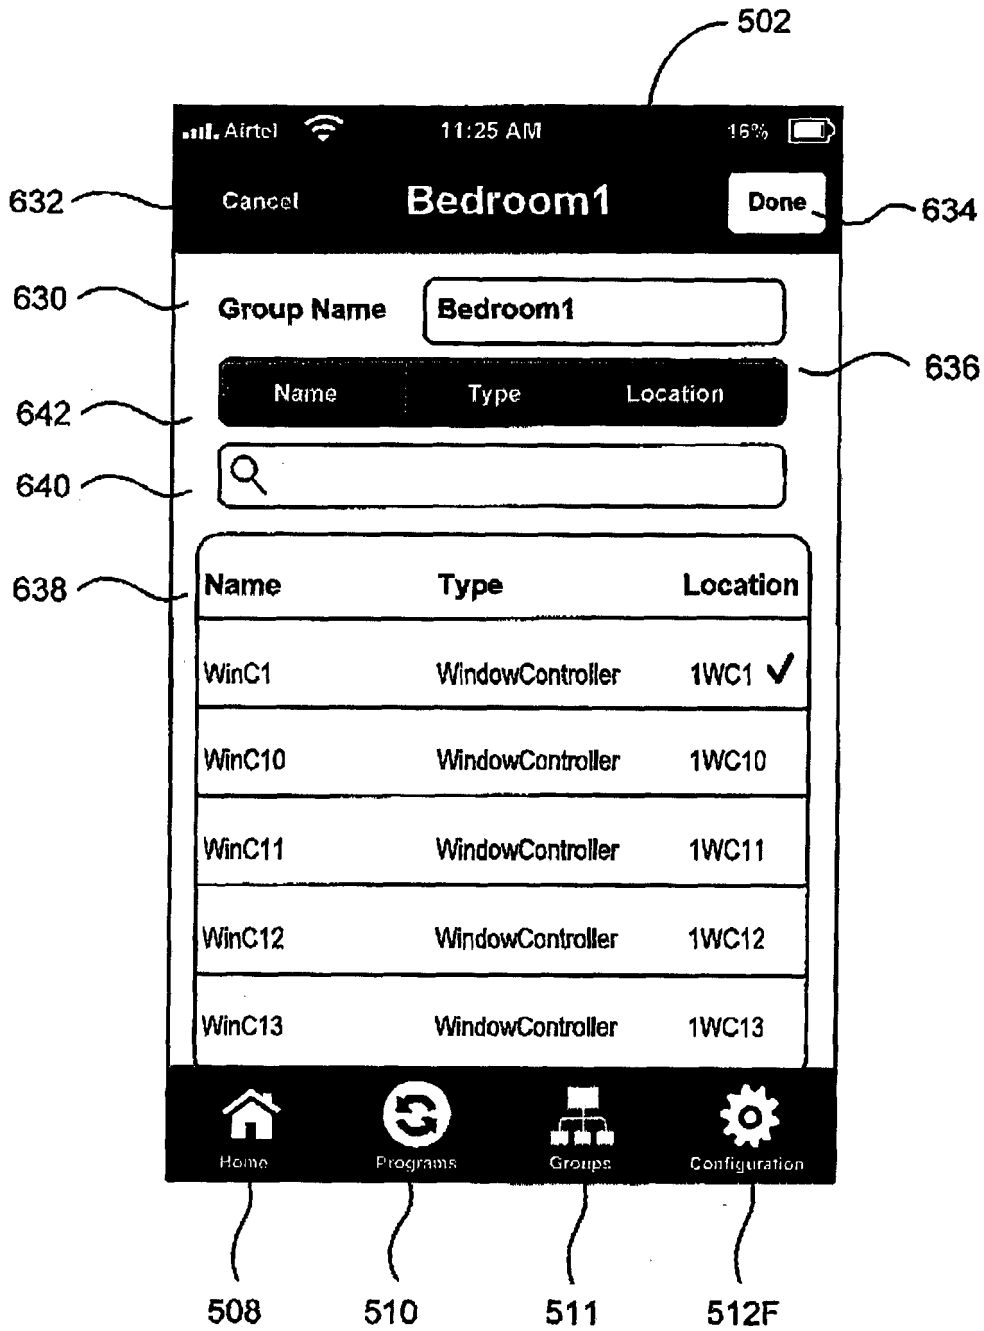 502
Airtel 11:25 AM 16%
632 Cancel Bedroom1 Done 634
630 Group Name Bedroom1
636
642 Name Type Location
640
638 Name Type Location
WinC1 WindowController 1WC1 ✓
WinC10 WindowController 1WC10
WinC11 WindowController 1WC11
WinC12 WindowController 1WC12
WinC13 WindowController 1WC13
Home Programs Groups Configuration
508 510 511 512F